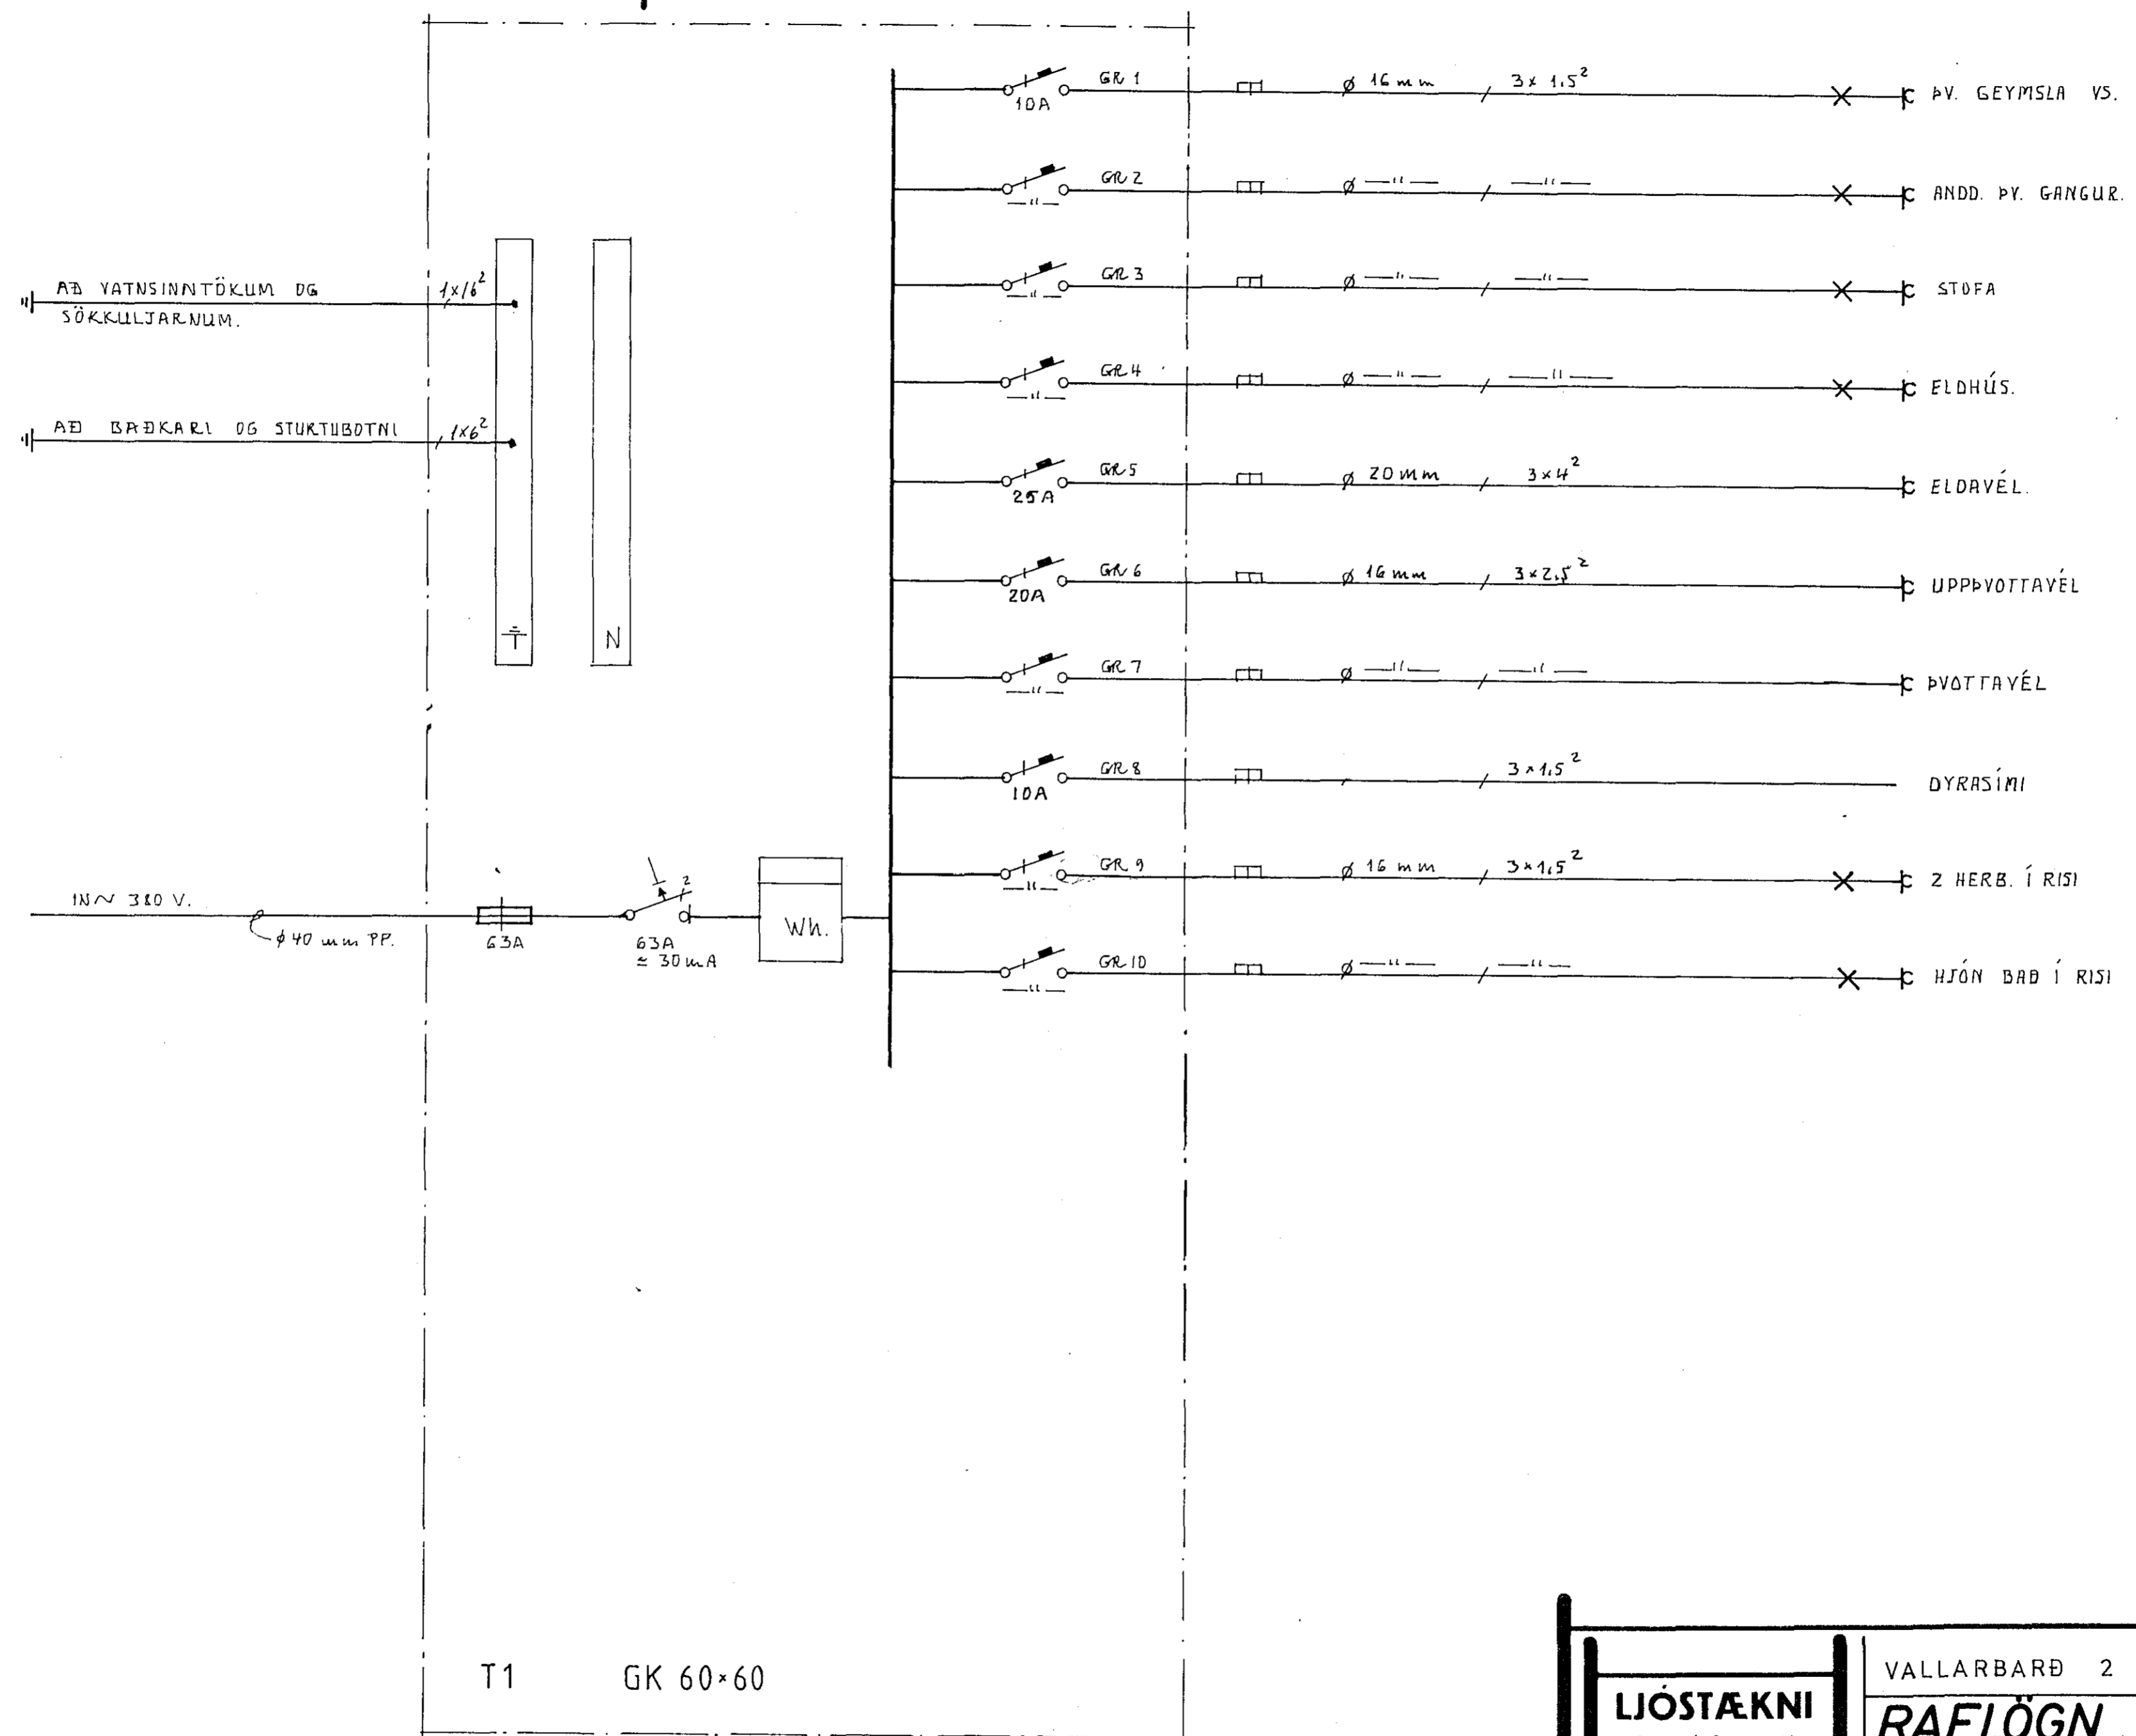 GR 1 ø 16 mm 3 x 1,5² ÞV. GEYMSLA VS.
10A
GR 2 ø —"— —"— ANDD. ÞV. GANGUR.
—"—
GR 3 ø —"— —"— STOFA
—"—
AÐ VATNSINNTÖKUM OG 1x16²
SÖKKULJARNUM.
GR 4 ø —"— —"— ELDHÚS.
—"—
AÐ BAÐKARI OG STURTUBOTNI 1x6²
GR 5 ø 20 mm 3 x 4² ELDAVÉL.
25A
GR 6 ø 16 mm 3 x 2,5² UPPÞVOTTAVÉL
20A
N
GR 7 ø —"— —"— ÞVOTTAVÉL
—"—
GR 8 3 x 1,5² DYRASÍMI
10A
GR 9 ø 16 mm 3 x 1,5² 2 HERB. Í RISI
—"—
IN~ 380 V. 2
Wh.
ø 40 mm PP. 63A 63A
≃ 30 mA
GR 10 ø —"— —"— HJÓN BAÐ Í RISI
—"—
T1 GK 60×60
VALLARBARÐ 2
LJÓSTÆKNI
RAFLÖGN